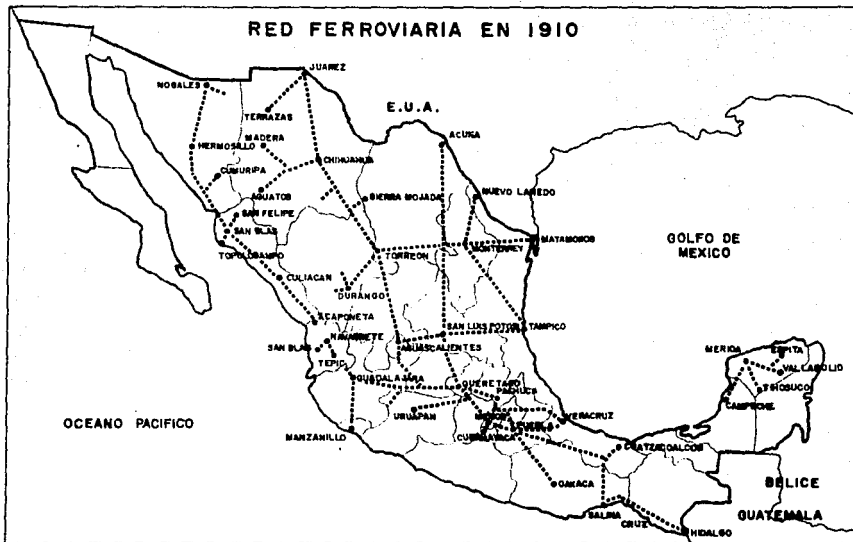 RED FERROVIARIA EN 1910
JUAREZ
NOGALES
E.U.A.
TERRAZAS
ACUÑA
MADERA
HERMOSILLO
CHIHUAHUA
CUMURIPA
AGUATOS
SIERRA MOJADA
NUEVO LAREDO
SAN FELIPE
SAN BLAS
TOPOLOBAMPO
TORREON
MONTERREY
MATAMOROS
GOLFO DE
MEXICO
CULIACAN
DURANGO
ACAPONETA
SAN LUIS POTOSI
TAMPICO
NAVARRETE
SAN BLAS
AGUASCALIENTES
TEPIC
MERIDA
ESPITA
VALLADOLID
GUADALAJARA
QUERETARO
PACHUCA
CAMPECHE
URUAPAN
VERACRUZ
OCEANO PACIFICO
MANZANILLO
PUEBLA
CUERNAVACA
COATZACOALCOS
OAXACA
BELICE
SALINA
CRUZ
GUATEMALA
HIDALGO